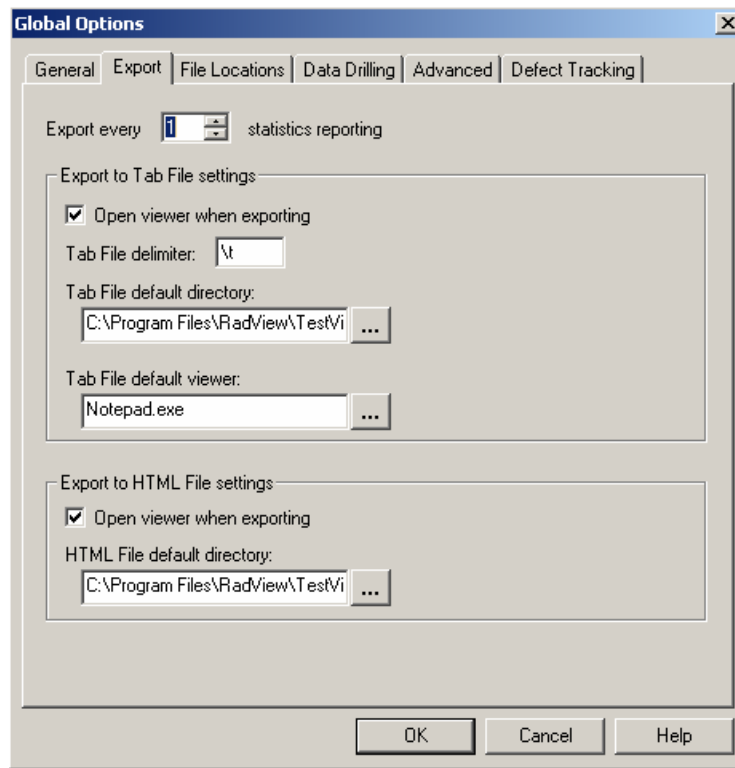 Global Options
General Export File Locations Data Drilling Advanced Defect Tracking
Export every 1 statistics reporting
Export to Tab File settings
Open viewer when exporting
Tab File delimiter: \t
Tab File default directory:
C:\Program Files\RadView\TestVi ...
Tab File default viewer:
Notepad.exe ...
Export to HTML File settings
Open viewer when exporting
HTML File default directory:
C:\Program Files\RadView\TestVi ...
OK Cancel Help